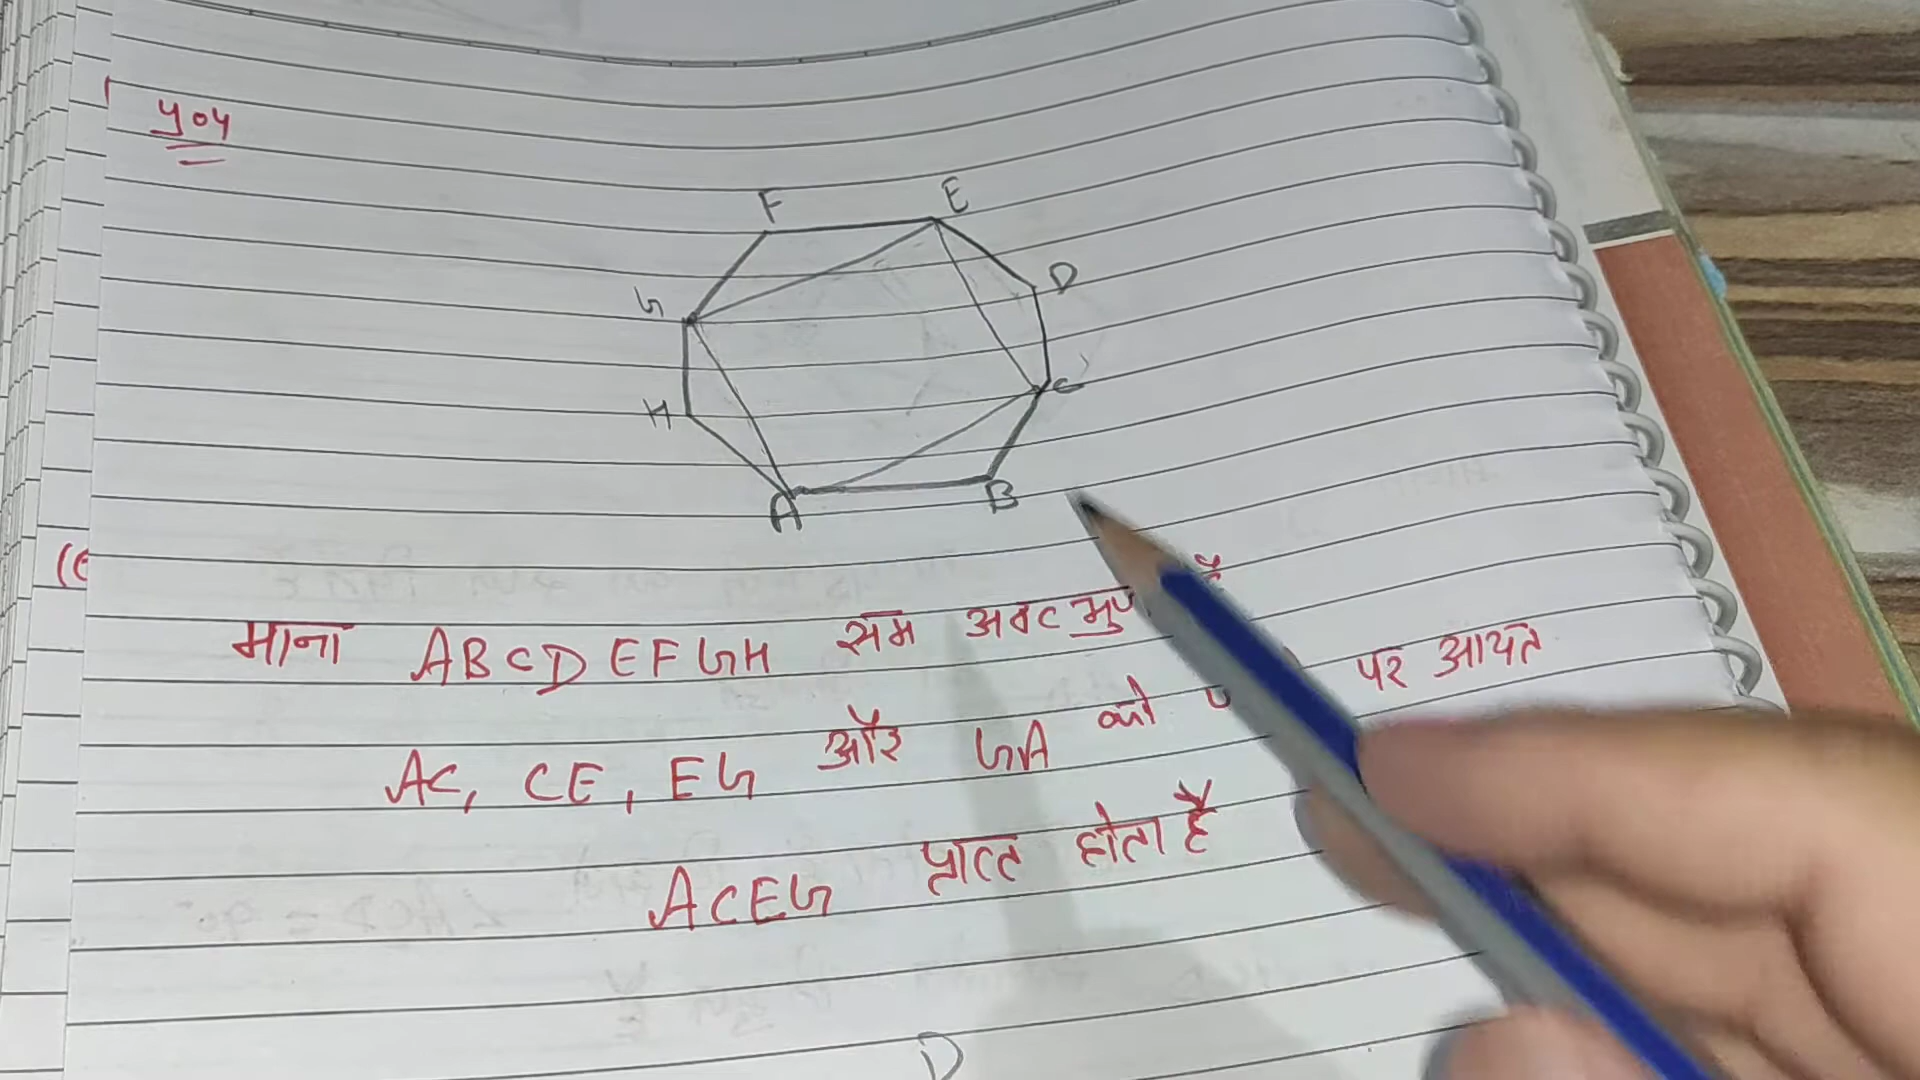 प्र०५
F E
G D
H C
A B
माना ABCDEFGH सम अष्टभु है
AC, CE, EG और GA को पर आयत
ACEG प्राप्त होता है
D